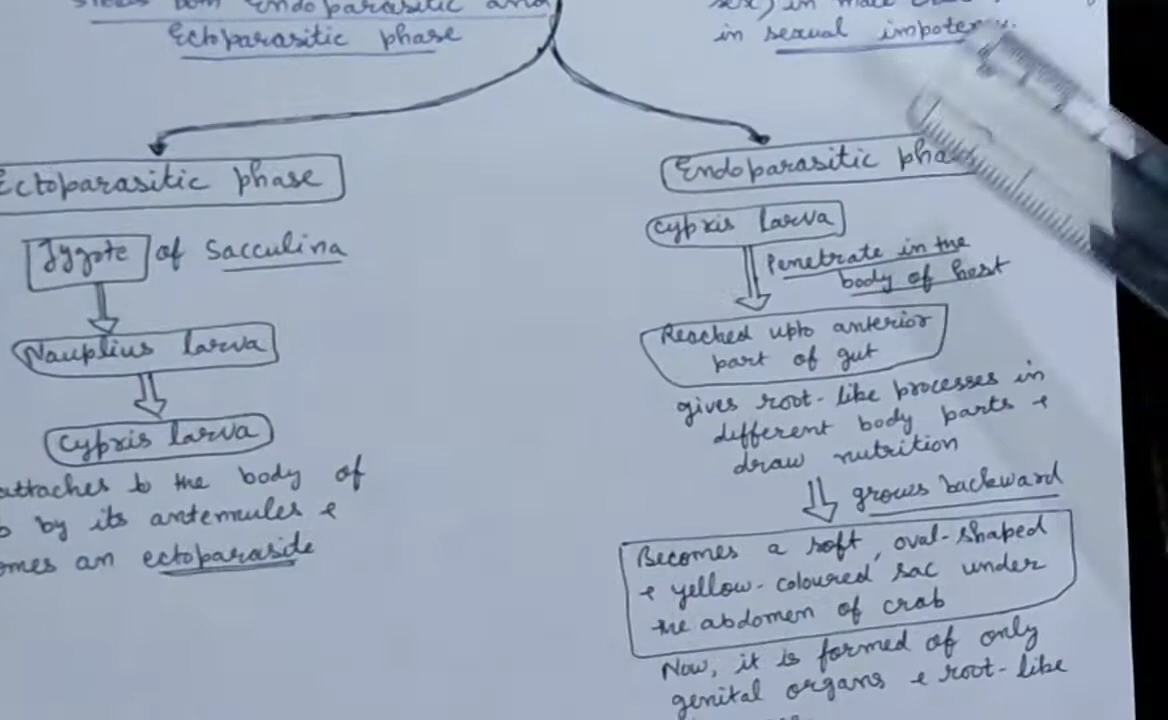 Endoparasitic and
Ectoparasitic phase
in male
in sexual
Ectoparasitic phase
Zygote of Sacculina
Nauplius larva
Cypris larva
attaches to the body of
by its antennules &
an ectoparasite
Endoparasitic
Cypris larva
Penetrate in the
body of host
Reached upto anterior
part of gut
gives root-like processes in
different body parts &
draw nutrition
grows backward
Becomes a soft, oval-shaped
& yellow-coloured sac under
the abdomen of crab
Now, it is formed of only
genital organs & root-like